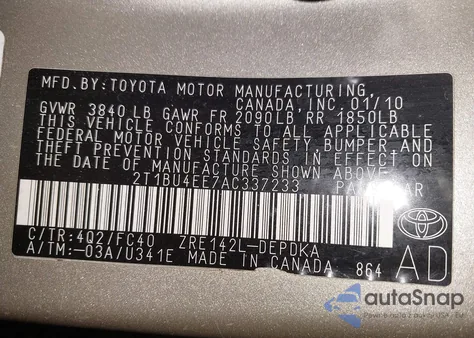 MFD. BY: TOYOTA MOTOR MANUFACTURING,
CANADA, INC. 01/10
GVWR 3840 LB GAWR FR 2090LB RR 1850LB
THIS VEHICLE CONFORMS TO ALL APPLICABLE
FEDERAL MOTOR VEHICLE SAFETY, BUMPER, AND
THEFT PREVENTION STANDARDS IN EFFECT ON
THE DATE OF MANUFACTURE SHOWN ABOVE.
2T1BU4EE7AC337233
C/TR: 4Q2/FC40 ZRE142L-DEPDKA
A/TM: -03A/U341E MADE IN CANADA 864 AD
autoSnap